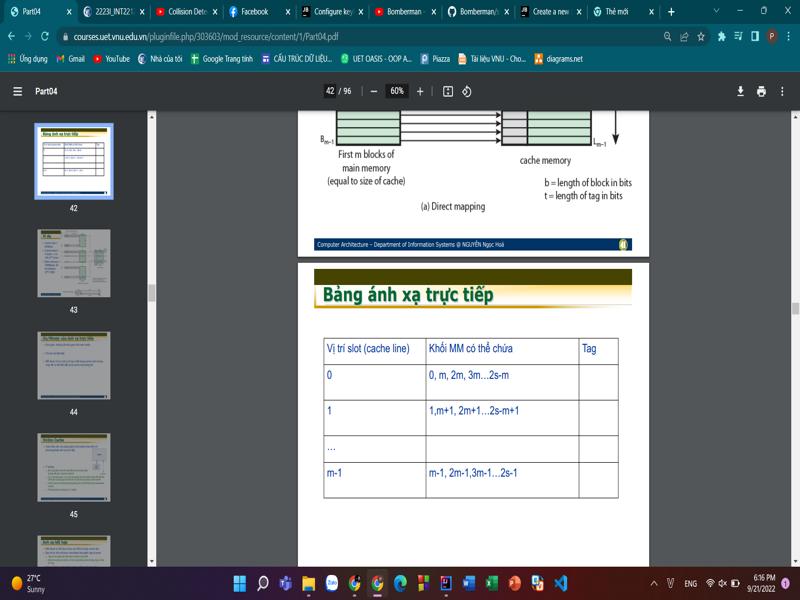 Part04
2223I_INT221
Collision Dete
Facebook
Configure key
Bomberman -
Bomberman/s
Create a new
Thẻ mới
courses.uet.vnu.edu.vn/pluginfile.php/303603/mod_resource/content/1/Part04.pdf
Ứng dụng
Gmail
YouTube
Nhà của tôi
Google Trang tính
CẤU TRÚC DỮ LIỆU...
UET OASIS - OOP A...
Piazza
Tài liệu VNU - Cho...
diagrams.net
Part04
42 / 96
60%
42
43
44
45
Bm-1
Lm-1
First m blocks of
main memory
(equal to size of cache)
cache memory
b = length of block in bits
t = length of tag in bits
(a) Direct mapping
Computer Architecture – Department of Information Systems @ NGUYỄN Ngọc Hoá
41
Bảng ánh xạ trực tiếp
Vị trí slot (cache line) Khối MM có thể chứa Tag
0 0, m, 2m, 3m…2s-m
1 1,m+1, 2m+1…2s-m+1
…
m-1 m-1, 2m-1,3m-1…2s-1
27°C
Sunny
Zalo
ENG
6:16 PM
9/21/2022